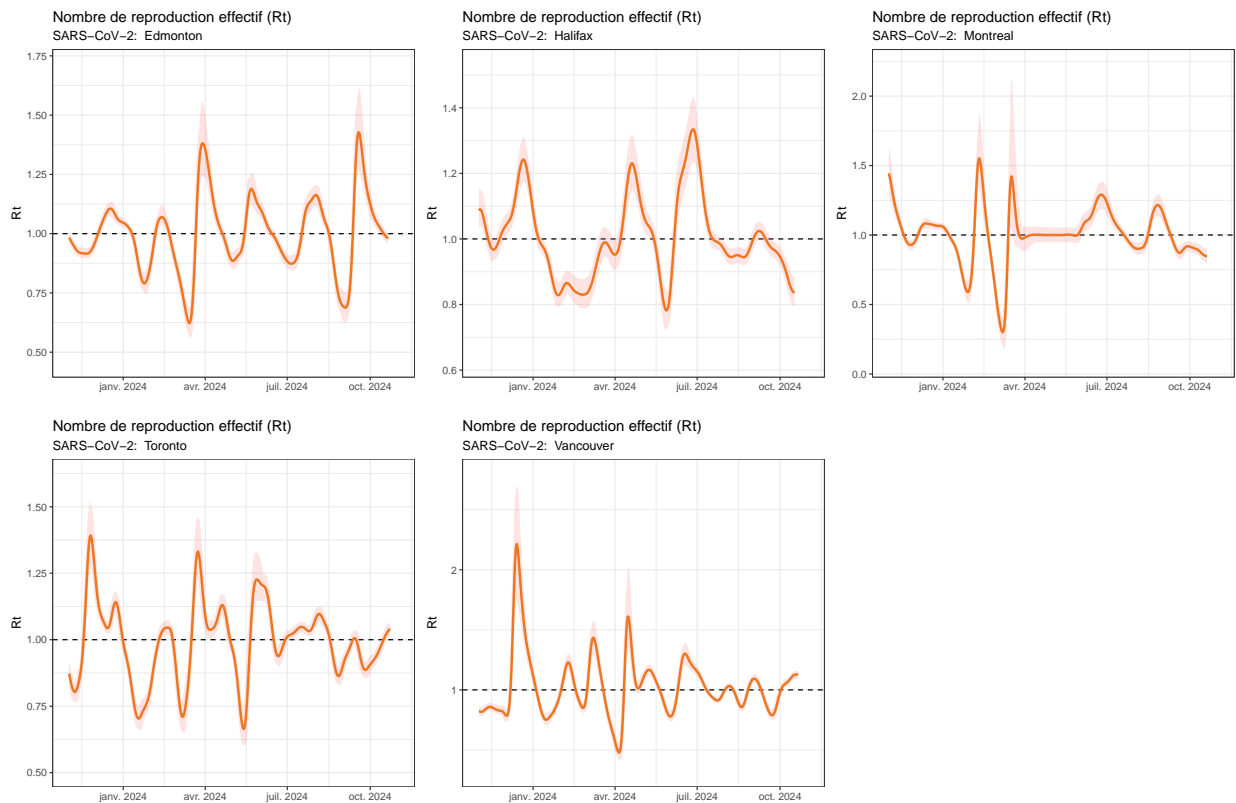 Nombre de reproduction effectif (Rt)
SARS−CoV−2: Edmonton
Rt
1.75
1.50
1.25
1.00
0.75
0.50
janv. 2024
avr. 2024
juil. 2024
oct. 2024
Nombre de reproduction effectif (Rt)
SARS−CoV−2: Halifax
Rt
1.4
1.2
1.0
0.8
0.6
janv. 2024
avr. 2024
juil. 2024
oct. 2024
Nombre de reproduction effectif (Rt)
SARS−CoV−2: Montreal
Rt
2.0
1.5
1.0
0.5
0.0
janv. 2024
avr. 2024
juil. 2024
oct. 2024
Nombre de reproduction effectif (Rt)
SARS−CoV−2: Toronto
Rt
1.50
1.25
1.00
0.75
0.50
janv. 2024
avr. 2024
juil. 2024
oct. 2024
Nombre de reproduction effectif (Rt)
SARS−CoV−2: Vancouver
Rt
2
1
janv. 2024
avr. 2024
juil. 2024
oct. 2024